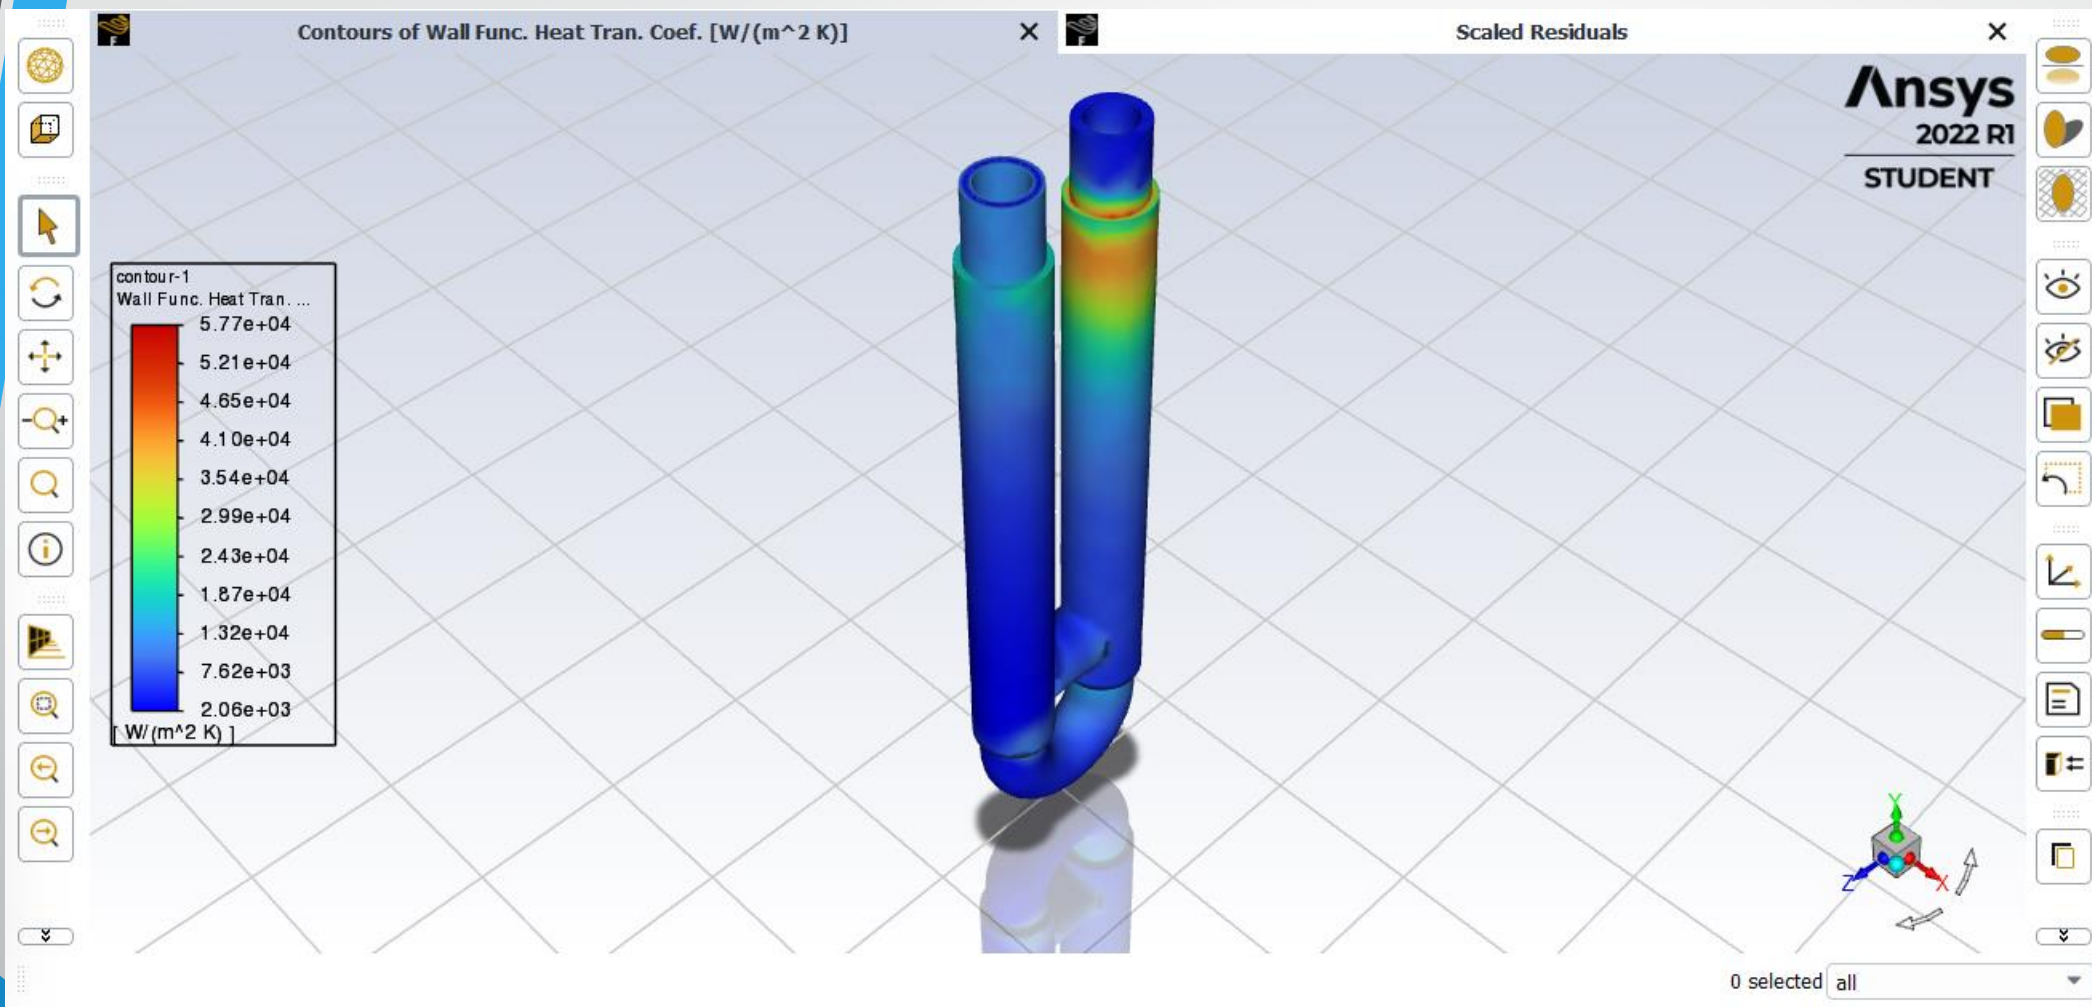 Contours of Wall Func. Heat Tran. Coef. [W/(m^2 K)]
Scaled Residuals
Ansys
2022 R1
STUDENT
contour-1
Wall Func. Heat Tran. ...
5.77e+04
5.21e+04
4.65e+04
4.10e+04
3.54e+04
2.99e+04
2.43e+04
1.87e+04
1.32e+04
7.62e+03
2.06e+03
[ W/(m^2 K) ]
Y
Z
X
0 selected all